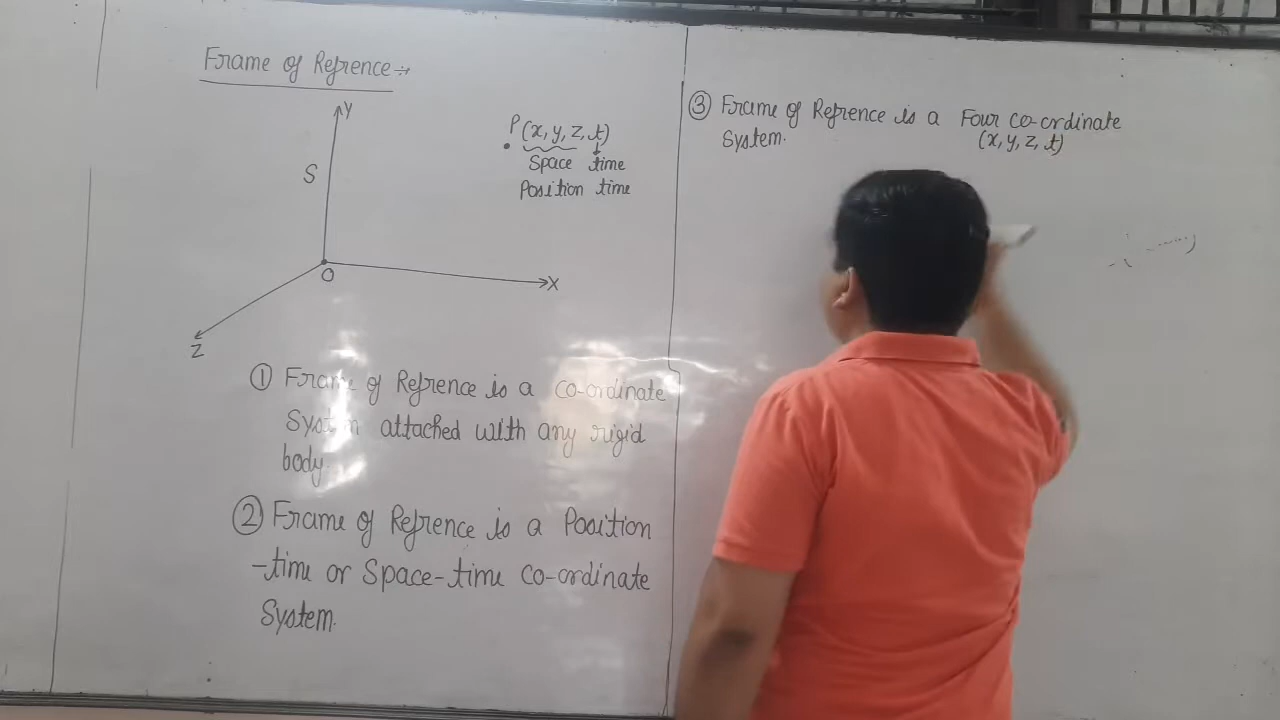 Frame of Refrence :→
Y
P(x, y, z, t)
Space time
Position time
S
O
X
Z
① Frame of Refrence is a co-ordinate
System attached with any rigid
body.
② Frame of Refrence is a Position
-time or Space-time co-ordinate
System.
③ Frame of Refrence is a Four co-ordinate
System.
(x, y, z, t)